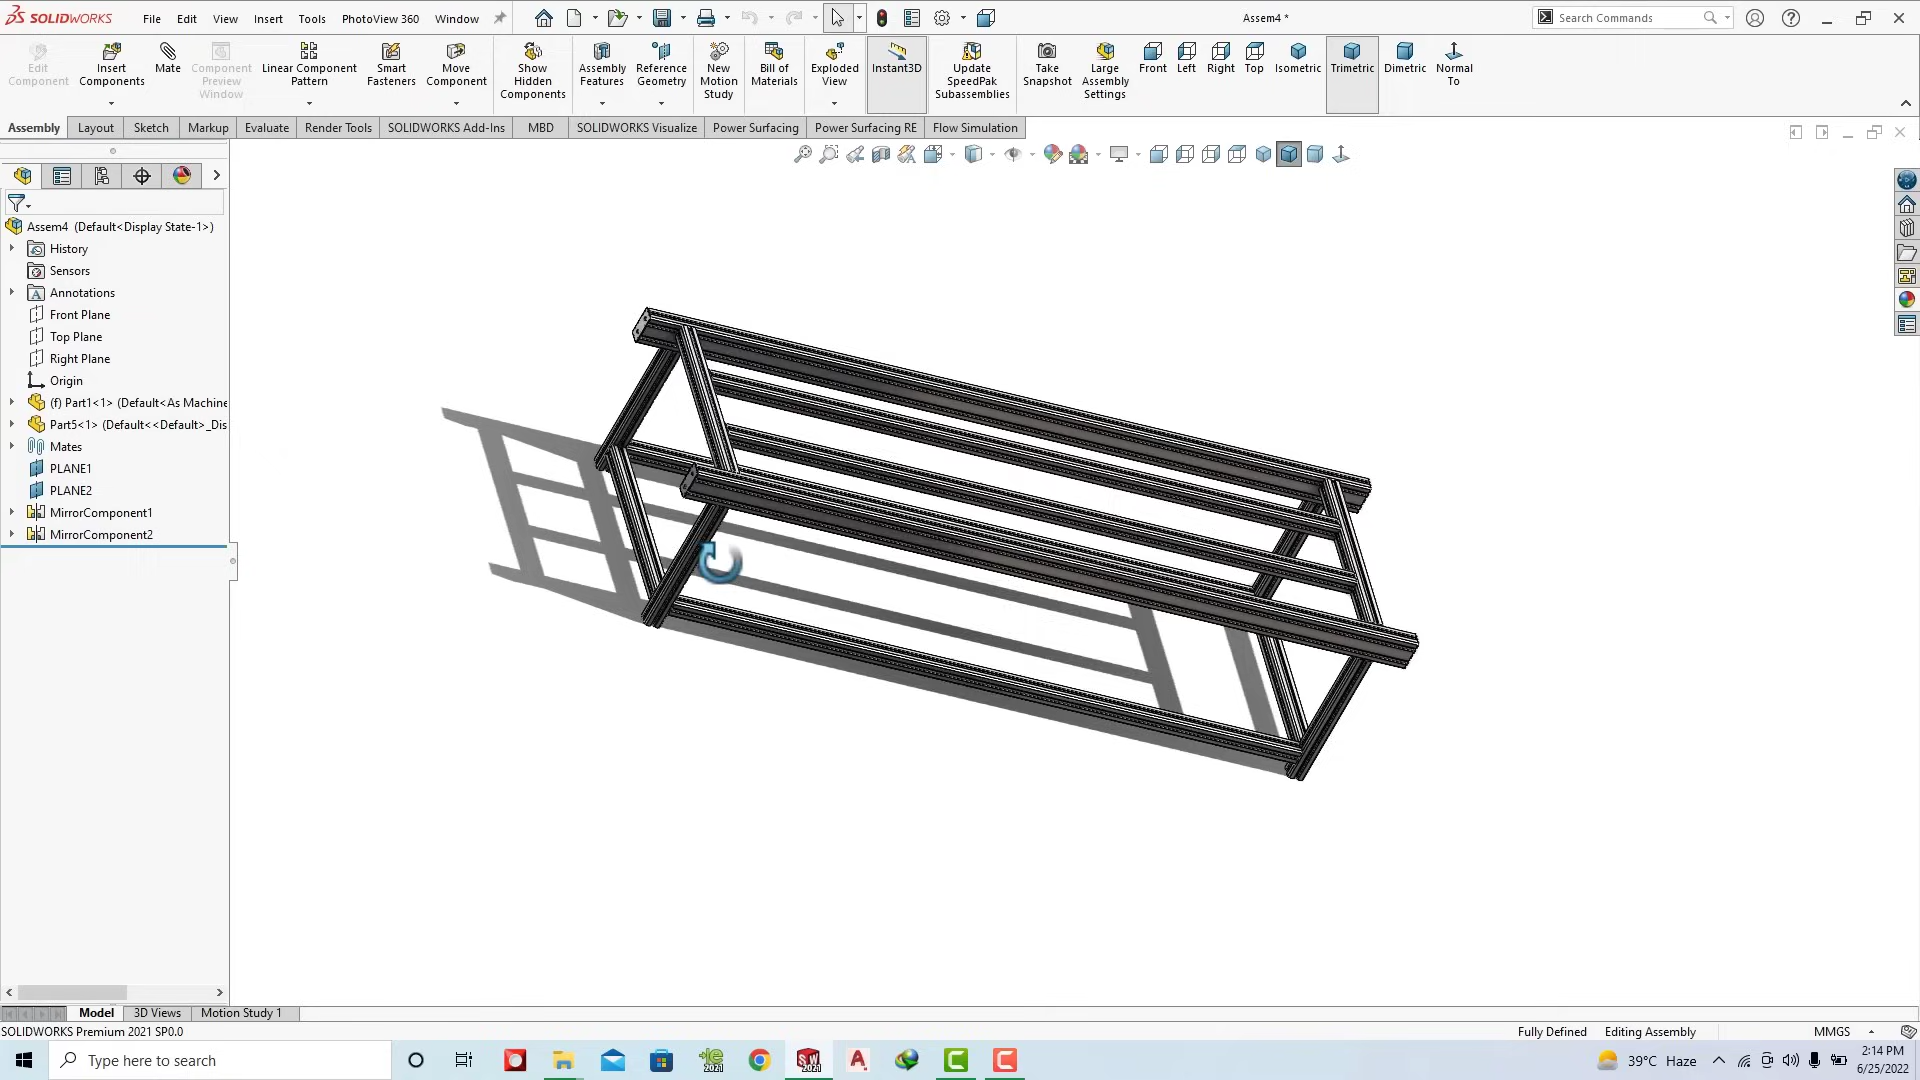 SOLIDWORKS File Edit View Insert Tools PhotoView 360 Window Assem4 * Search Commands
Edit Component
Insert Components
Mate
Component Preview Window
Linear Component Pattern
Smart Fasteners
Move Component
Show Hidden Components
Assembly Features
Reference Geometry
New Motion Study
Bill of Materials
Exploded View
Instant3D
Update SpeedPak Subassemblies
Take Snapshot
Large Assembly Settings
Front
Left
Right
Top
Isometric
Trimetric
Dimetric
Normal To
Assembly Layout Sketch Markup Evaluate Render Tools SOLIDWORKS Add-Ins MBD SOLIDWORKS Visualize Power Surfacing Power Surfacing RE Flow Simulation
Assem4 (Default<Display State-1>)
History
Sensors
Annotations
Front Plane
Top Plane
Right Plane
Origin
(f) Part1<1> (Default<As Machine
Part5<1> (Default<<Default>_Dis
Mates
PLANE1
PLANE2
MirrorComponent1
MirrorComponent2
Model 3D Views Motion Study 1
SOLIDWORKS Premium 2021 SP0.0 Fully Defined Editing Assembly MMGS
Type here to search 39°C Haze 2:14 PM
6/25/2022